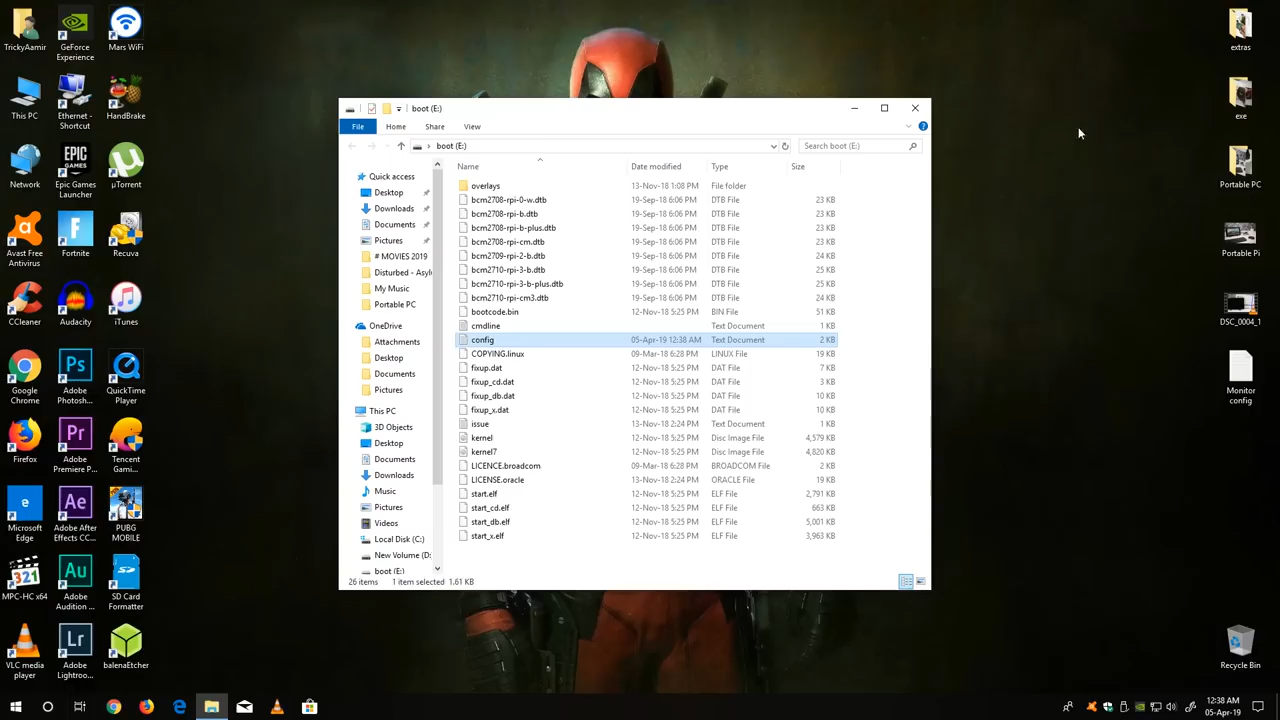 TrickyAamir
GeForce
Experience
Mars WiFi
This PC
Ethernet -
Shortcut
HandBrake
Network
Epic Games
Launcher
µTorrent
Avast Free
Antivirus
Fortnite
Recuva
CCleaner
Audacity
iTunes
Google
Chrome
Adobe
Photosh...
QuickTime
Player
Firefox
Adobe
Premiere P...
Tencent
Gami...
Microsoft
Edge
Adobe After
Effects CC...
PUBG
MOBILE
MPC-HC x64
Adobe
Audition ...
SD Card
Formatter
VLC media
player
Adobe
Lightroo...
balenaEtcher
boot (E:)
File
Home
Share
View
boot (E:)
Search boot (E:)
Name
Date modified
Type
Size
Quick access
Desktop
Downloads
Documents
Pictures
# MOVIES 2019
Disturbed - Asylu
My Music
Portable PC
OneDrive
Attachments
Desktop
Documents
Pictures
This PC
3D Objects
Desktop
Documents
Downloads
Music
Pictures
Videos
Local Disk (C:)
New Volume (D:
boot (E:)
overlays 13-Nov-18 1:08 PM File folder
bcm2708-rpi-0-w.dtb 19-Sep-18 6:06 PM DTB File 23 KB
bcm2708-rpi-b.dtb 19-Sep-18 6:06 PM DTB File 23 KB
bcm2708-rpi-b-plus.dtb 19-Sep-18 6:06 PM DTB File 23 KB
bcm2708-rpi-cm.dtb 19-Sep-18 6:06 PM DTB File 23 KB
bcm2709-rpi-2-b.dtb 19-Sep-18 6:06 PM DTB File 24 KB
bcm2710-rpi-3-b.dtb 19-Sep-18 6:06 PM DTB File 25 KB
bcm2710-rpi-3-b-plus.dtb 19-Sep-18 6:06 PM DTB File 25 KB
bcm2710-rpi-cm3.dtb 19-Sep-18 6:06 PM DTB File 24 KB
bootcode.bin 12-Nov-18 5:25 PM BIN File 51 KB
cmdline Text Document 1 KB
config 05-Apr-19 12:38 AM Text Document 2 KB
COPYING.linux 09-Mar-18 6:28 PM LINUX File 19 KB
fixup.dat 12-Nov-18 5:25 PM DAT File 7 KB
fixup_cd.dat 12-Nov-18 5:25 PM DAT File 3 KB
fixup_db.dat 12-Nov-18 5:25 PM DAT File 10 KB
fixup_x.dat 12-Nov-18 5:25 PM DAT File 10 KB
issue 13-Nov-18 2:24 PM Text Document 1 KB
kernel 12-Nov-18 5:25 PM Disc Image File 4,579 KB
kernel7 12-Nov-18 5:25 PM Disc Image File 4,820 KB
LICENCE.broadcom 09-Mar-18 6:28 PM BROADCOM File 2 KB
LICENSE.oracle 13-Nov-18 2:24 PM ORACLE File 19 KB
start.elf 12-Nov-18 5:25 PM ELF File 2,791 KB
start_cd.elf 12-Nov-18 5:25 PM ELF File 663 KB
start_db.elf 12-Nov-18 5:25 PM ELF File 5,001 KB
start_x.elf 12-Nov-18 5:25 PM ELF File 3,963 KB
26 items 1 item selected 1.61 KB
extras
exe
Portable PC
Portable Pi
DSC_0004_1
Monitor
config
Recycle Bin
12:38 AM
05-Apr-19